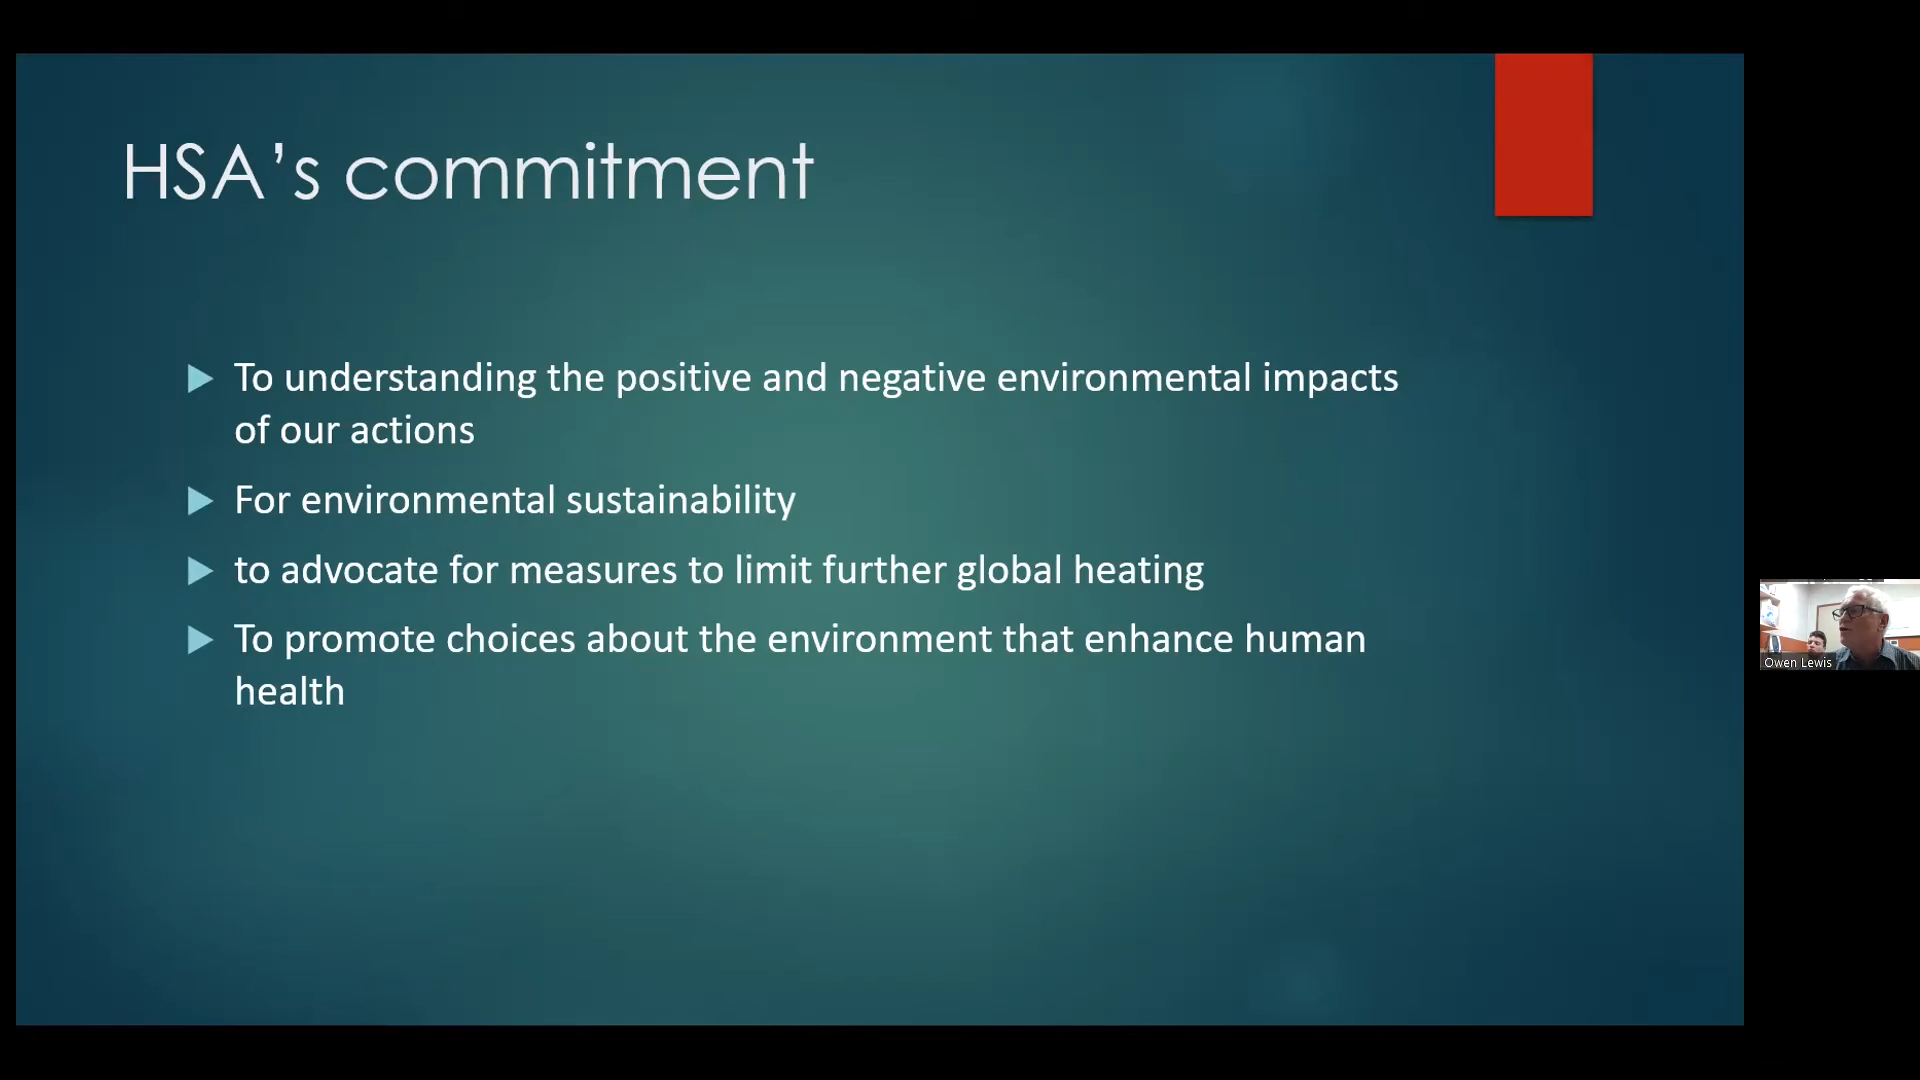 HSA’s commitment
To understanding the positive and negative environmental impacts
of our actions
For environmental sustainability
to advocate for measures to limit further global heating
To promote choices about the environment that enhance human
health
Owen Lewis